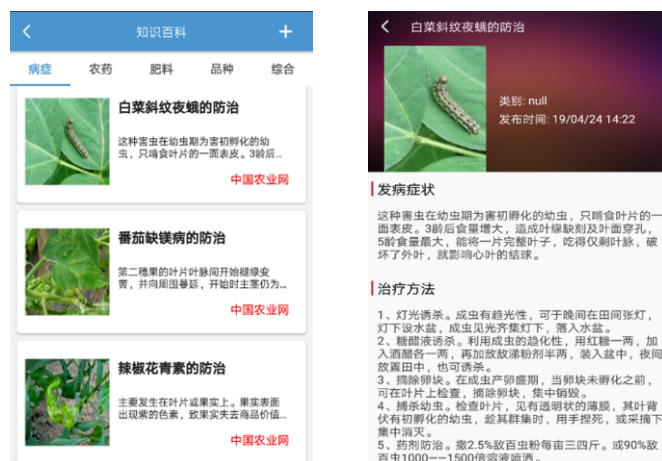 知识百科
病症
农药
肥料
品种
综合
白菜斜纹夜蛾的防治
这种害虫在幼虫期为害初孵化的幼
虫，只啃食叶片的一面表皮。3龄后...
中国农业网
番茄缺镁病的防治
第二穗果的叶片叶脉间开始褪绿变
黄，并向周围蔓延，开始时主茎仍为...
中国农业网
辣椒花青素的防治
主要发生在叶片或果实上。果实表面
出现紫的色素，致果实失去商品价值...
中国农业网
白菜斜纹夜蛾的防治
类别: null
发布时间: 19/04/24 14:22
发病症状
这种害虫在幼虫期为害初孵化的幼虫，只啃食叶片的一
面表皮。3龄后食量增大，造成叶缘缺刻及叶面穿孔，
5龄食量最大，能将一片完整叶子，吃得仅剩叶脉，破
坏了外叶，就影响心叶的结球。
治疗方法
1、灯光诱杀。成虫有趋光性，可于晚间在田间张灯，
灯下设水盆，成虫见光齐集灯下，落入水盆。
2、糖醋液诱杀。利用成虫的趋化性，用红糖一两，加
入酒醋各一两，再加敌敌涕粉剂半两，装入盆中，夜间
放置田中，也可诱杀。
3、摘除卵块。在成虫产卵盛期，当卵块未孵化之前，
可在叶片上检查，摘除卵块，集中销毁。
4、捕杀幼虫。检查叶片，见有透明状的薄膜，其叶背
伏有初孵化的幼虫，趁其群集时，用手捏死，或采摘下
集中消灭。
5、药剂防治。撒2.5%敌百虫粉每亩三四斤。或90%敌
百虫1000——1500倍溶液喷洒。